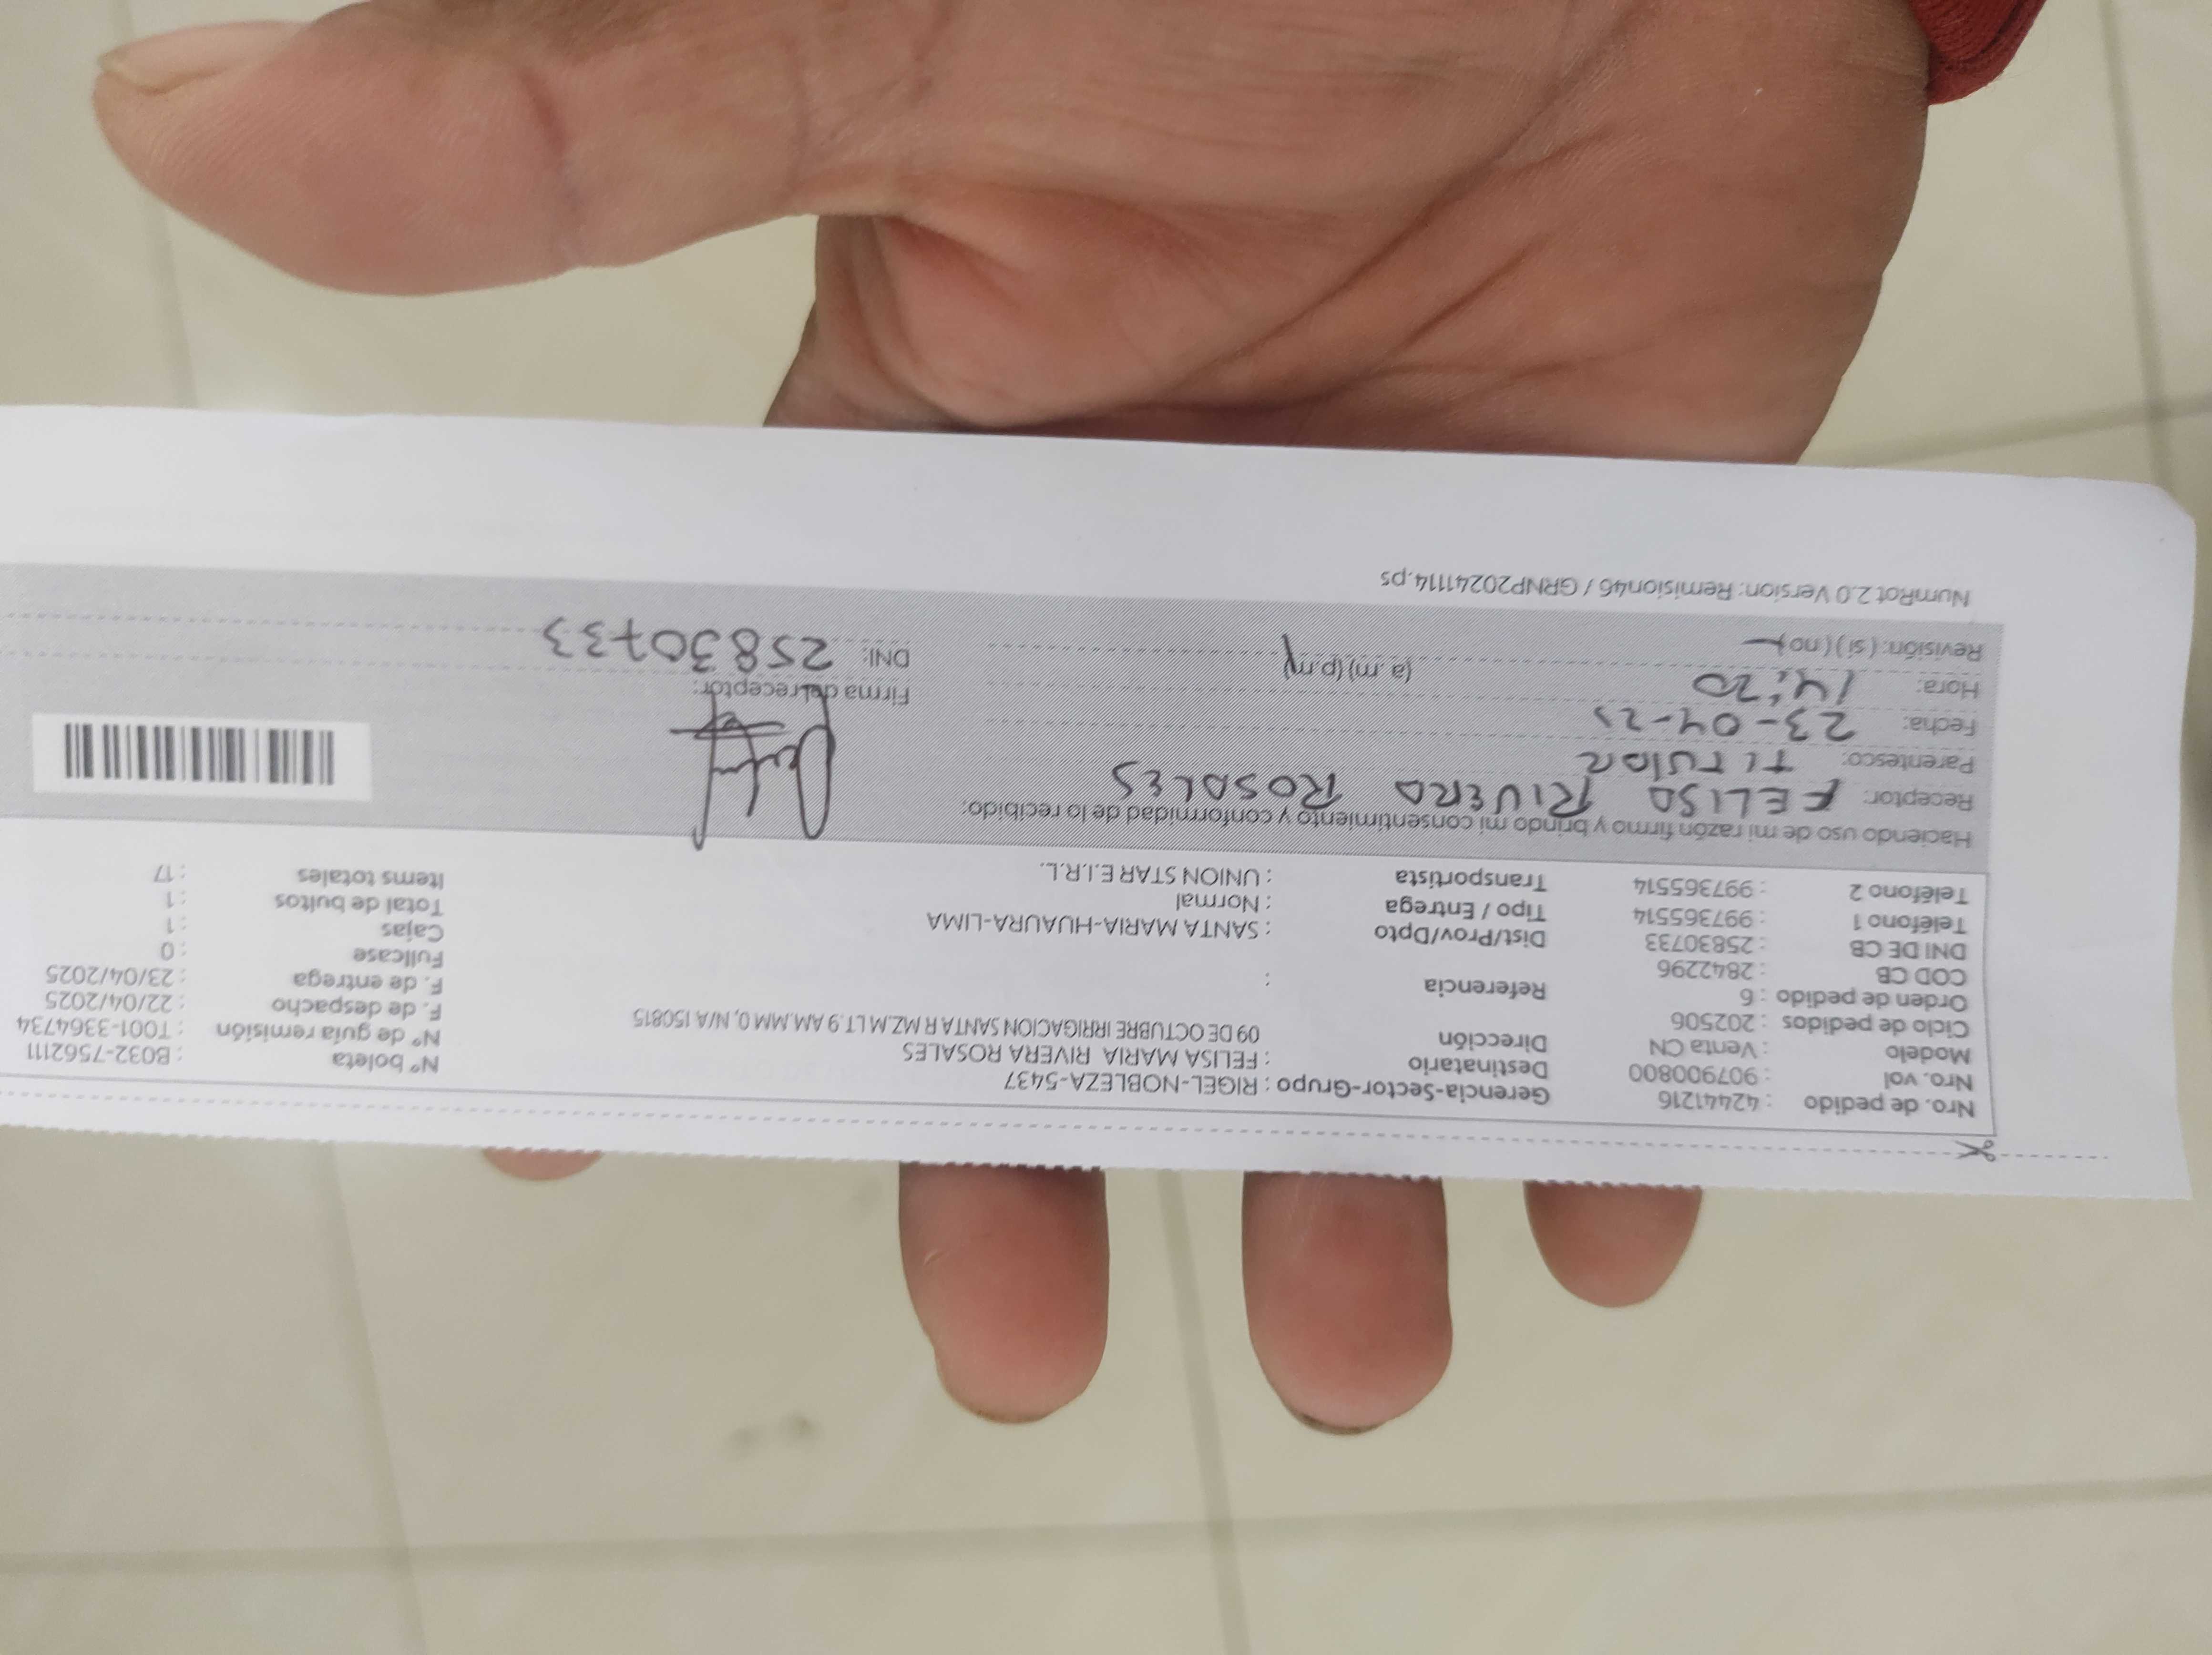 Nro. de pedido : 42441216 Gerencia-Sector-Grupo : RIGEL-NOBLEZA-5437 N° boleta : B032-7562111
Nro. vol : 907900800 Destinatario : FELISA MARIA RIVERA ROSALES N° de guía remisión : T001-3364734
Modelo : Venta CN Dirección 09 DE OCTUBRE IRRIGACION SANTA R MZ.M LT.9 AM.MM 0, N/A 150815 F. de despacho : 22/04/2025
Ciclo de pedidos : 202506 F. de entrega : 23/04/2025
Orden de pedido : 6 Referencia : Fullcase : 0
COD CB : 2842296 Cajas : 1
DNI DE CB : 25830733 Dist/Prov/Dpto : SANTA MARIA-HUAURA-LIMA Total de bultos : 1
Teléfono 1 : 997365514 Tipo / Entrega : Normal Items totales : 17
Teléfono 2 : 997365514 Transportista : UNION STAR E.I.R.L.
Haciendo uso de mi razón firmo y brindo mi consentimiento y conformidad de lo recibido:
Receptor: FELISA RIVERA ROSALES
Parentesco: TITULAR
Fecha: 23-04-25
Hora: 14:20 (a.m) (p.m) Firma del receptor:
Revisión: (si) (no) DNI: 25830733
NumRot 2.0 Version: Remision46 / GRNP20241114.ps